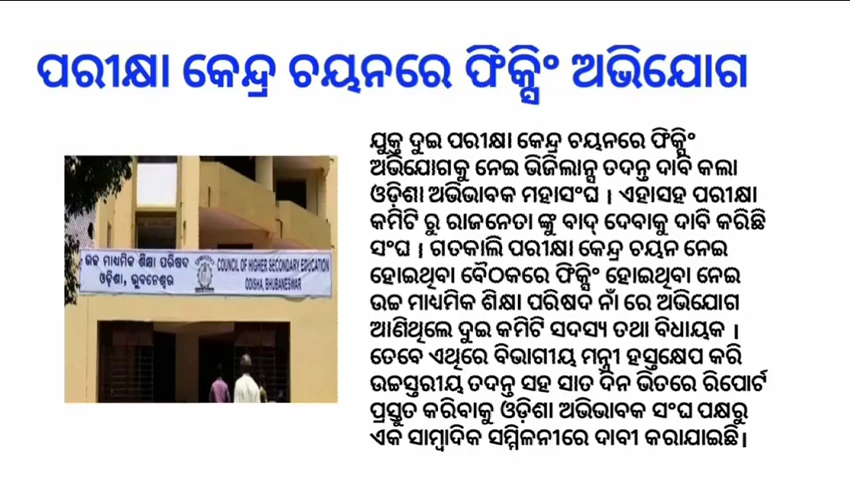 ପରୀକ୍ଷା କେନ୍ଦ୍ର ଚୟନରେ ଫିକ୍ସିଂ ଅଭିଯୋଗ
ଯୁକ୍ତ ଦୁଇ ପରୀକ୍ଷା କେନ୍ଦ୍ର ଚୟନରେ ଫିକ୍ସିଂ
ଅଭିଯୋଗକୁ ନେଇ ଭିଜିଲାନ୍ସ ତଦନ୍ତ ଦାବି କଲା
ଓଡ଼ିଶା ଅଭିଭାବକ ମହାସଂଘ । ଏହାସହ ପରୀକ୍ଷା
କମିଟି ରୁ ରାଜନେତା ଙ୍କୁ ବାଦ୍ ଦେବାକୁ ଦାବି କରିଛି
ସଂଘ । ଗତକାଲି ପରୀକ୍ଷା କେନ୍ଦ୍ର ଚୟନ ନେଇ
ହୋଇଥିବା ବୈଠକରେ ଫିକ୍ସିଂ ହୋଇଥିବା ନେଇ
ଉଚ୍ଚ ମାଧ୍ୟମିକ ଶିକ୍ଷା ପରିଷଦ ନାଁ ରେ ଅଭିଯୋଗ
ଆଣିଥିଲେ ଦୁଇ କମିଟି ସଦସ୍ୟ ତଥା ବିଧାୟକ ।
ତେବେ ଏଥିରେ ବିଭାଗୀୟ ମନ୍ତ୍ରୀ ହସ୍ତକ୍ଷେପ କରି
ଉଚ୍ଚସ୍ତରୀୟ ତଦନ୍ତ ସହ ସାତ ଦିନ ଭିତରେ ରିପୋର୍ଟ
ପ୍ରସ୍ତୁତ କରିବାକୁ ଓଡ଼ିଶା ଅଭିଭାବକ ସଂଘ ପକ୍ଷରୁ
ଏକ ସାମ୍ବାଦିକ ସମ୍ମିଳନୀରେ ଦାବୀ କରାଯାଇଛି।
ଉଚ୍ଚ ମାଧ୍ୟମିକ ଶିକ୍ଷା ପରିଷଦ
ଓଡ଼ିଶା, ଭୁବନେଶ୍ୱର
COUNCIL OF HIGHER SECONDARY EDUCATION
ODISHA, BHUBANESWAR